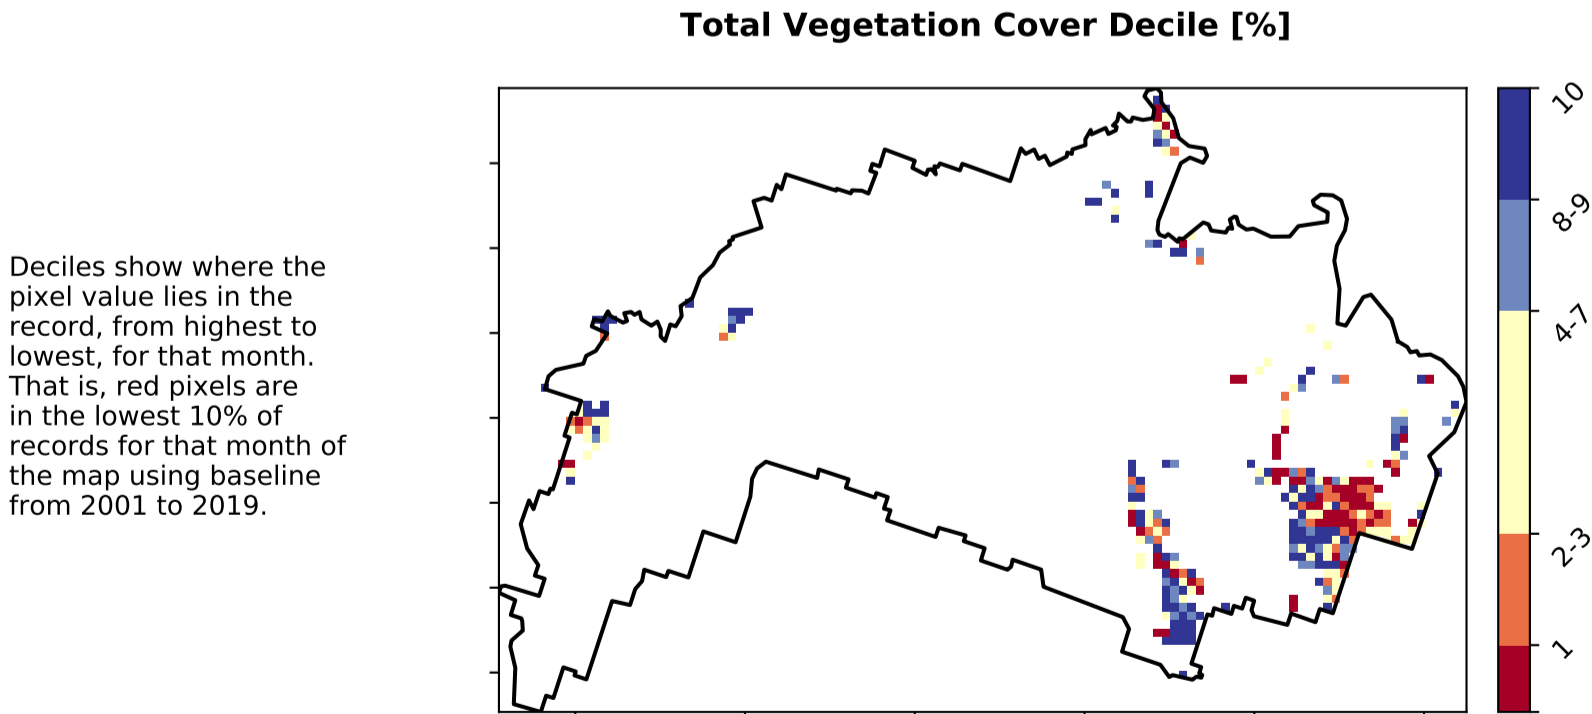 Total Vegetation Cover Decile [%]
Deciles show where the
pixel value lies in the
record, from highest to
lowest, for that month.
That is, red pixels are
in the lowest 10% of
records for that month of
the map using baseline
from 2001 to 2019.
10
8-9
4-7
2-3
1